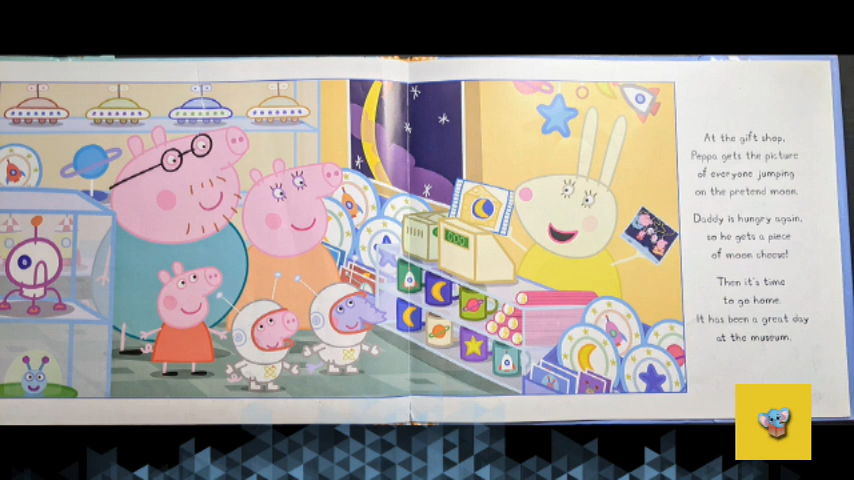 At the gift shop,
Peppa gets the picture
of everyone jumping
on the pretend moon.
Daddy is hungry again,
so he gets a piece
of moon cheese!
Then it's time
to go home.
It has been a great day
at the museum.
000